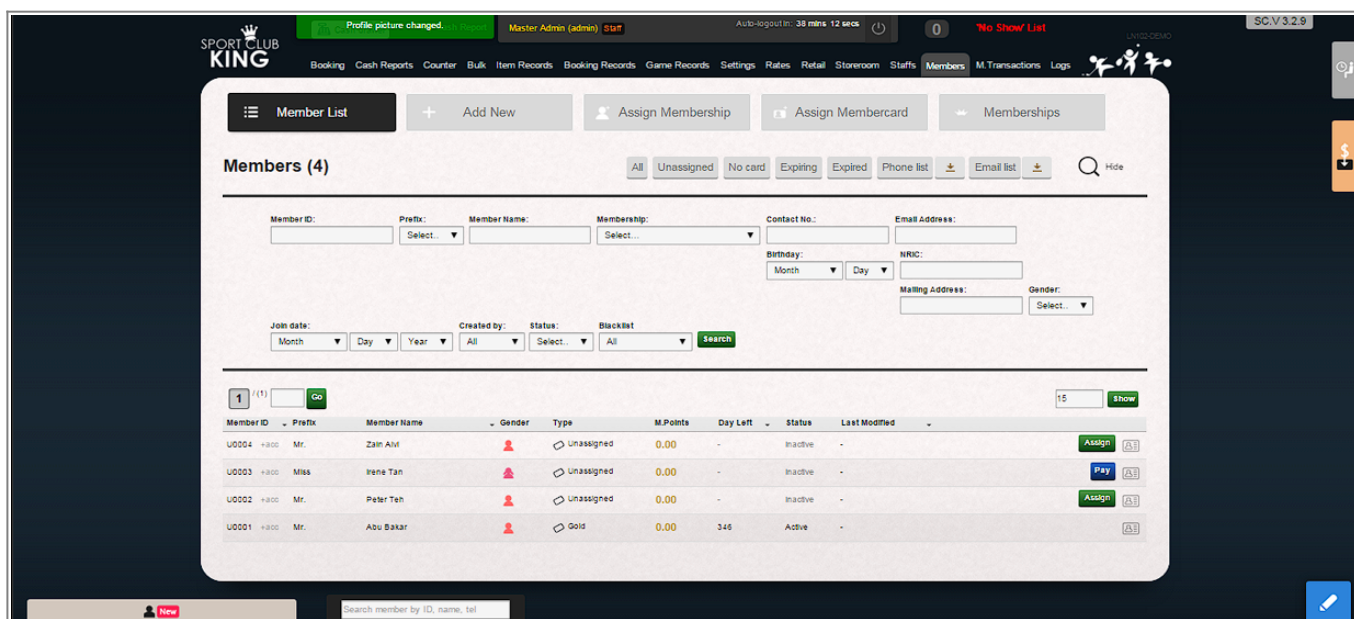 Profile picture changed.
Cash Report
Master Admin (admin) Staff
Auto-logout in: 38 mins 12 secs
0
'No Show' List
SC.V 3.2.9
LN102-DEMO
SPORT CLUB
KING
Booking Cash Reports Counter Bulk Item Records Booking Records Game Records Settings Rates Retail Storeroom Staffs Members M.Transactions Logs
Member List
Add New
Assign Membership
Assign Membercard
Memberships
Members (4)
All Unassigned No card Expiring Expired Phone list Email list Hide
Member ID: Prefix: Member Name: Membership: Contact No.: Email Address:
Select.. Select...
Birthday: NRIC:
Month Day
Mailing Address: Gender:
Select..
Join date: Created by: Status: Blacklist
Month Day Year All Select.. All Search
1 /(1) Go 15 Show
Member ID Prefix Member Name Gender Type M.Points Day Left Status Last Modified
U0004 +acc Mr. Zain Alvi Unassigned 0.00 - Inactive - Assign
U0003 +acc Miss Irene Tan Unassigned 0.00 - Inactive - Pay
U0002 +acc Mr. Peter Teh Unassigned 0.00 - Inactive - Assign
U0001 +acc Mr. Abu Bakar Gold 0.00 346 Active -
New
Search member by ID, name, tel